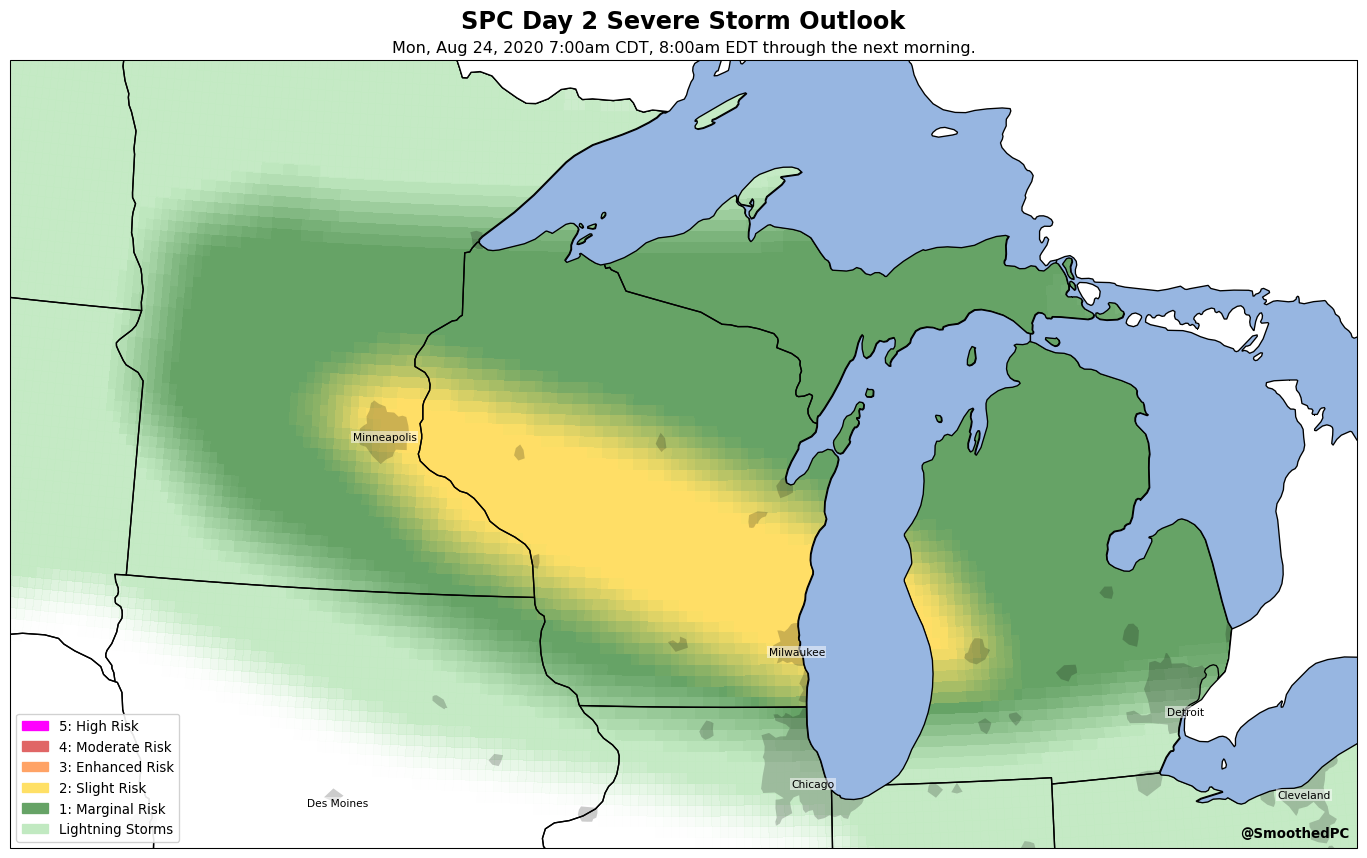 SPC Day 2 Severe Storm Outlook
Mon, Aug 24, 2020 7:00am CDT, 8:00am EDT through the next morning.
Minneapolis
Milwaukee
Detroit
Chicago
Cleveland
Des Moines
5: High Risk
4: Moderate Risk
3: Enhanced Risk
2: Slight Risk
1: Marginal Risk
Lightning Storms
@SmoothedPC